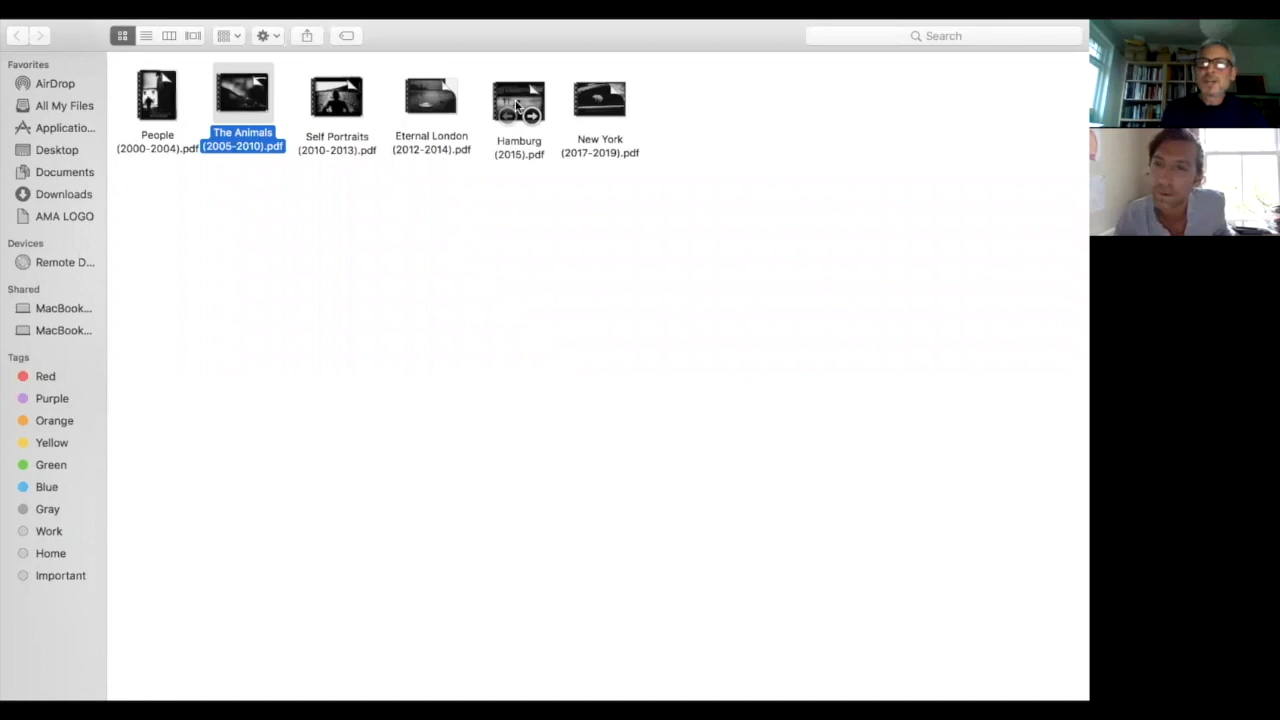 Search
Favorites
AirDrop
All My Files
Applicatio...
Desktop
Documents
Downloads
AMA LOGO
Devices
Remote D...
Shared
MacBook...
MacBook...
Tags
Red
Purple
Orange
Yellow
Green
Blue
Gray
Work
Home
Important
People
(2000-2004).pdf
The Animals
(2005-2010).pdf
Self Portraits
(2010-2013).pdf
Eternal London
(2012-2014).pdf
Hamburg
(2015).pdf
New York
(2017-2019).pdf